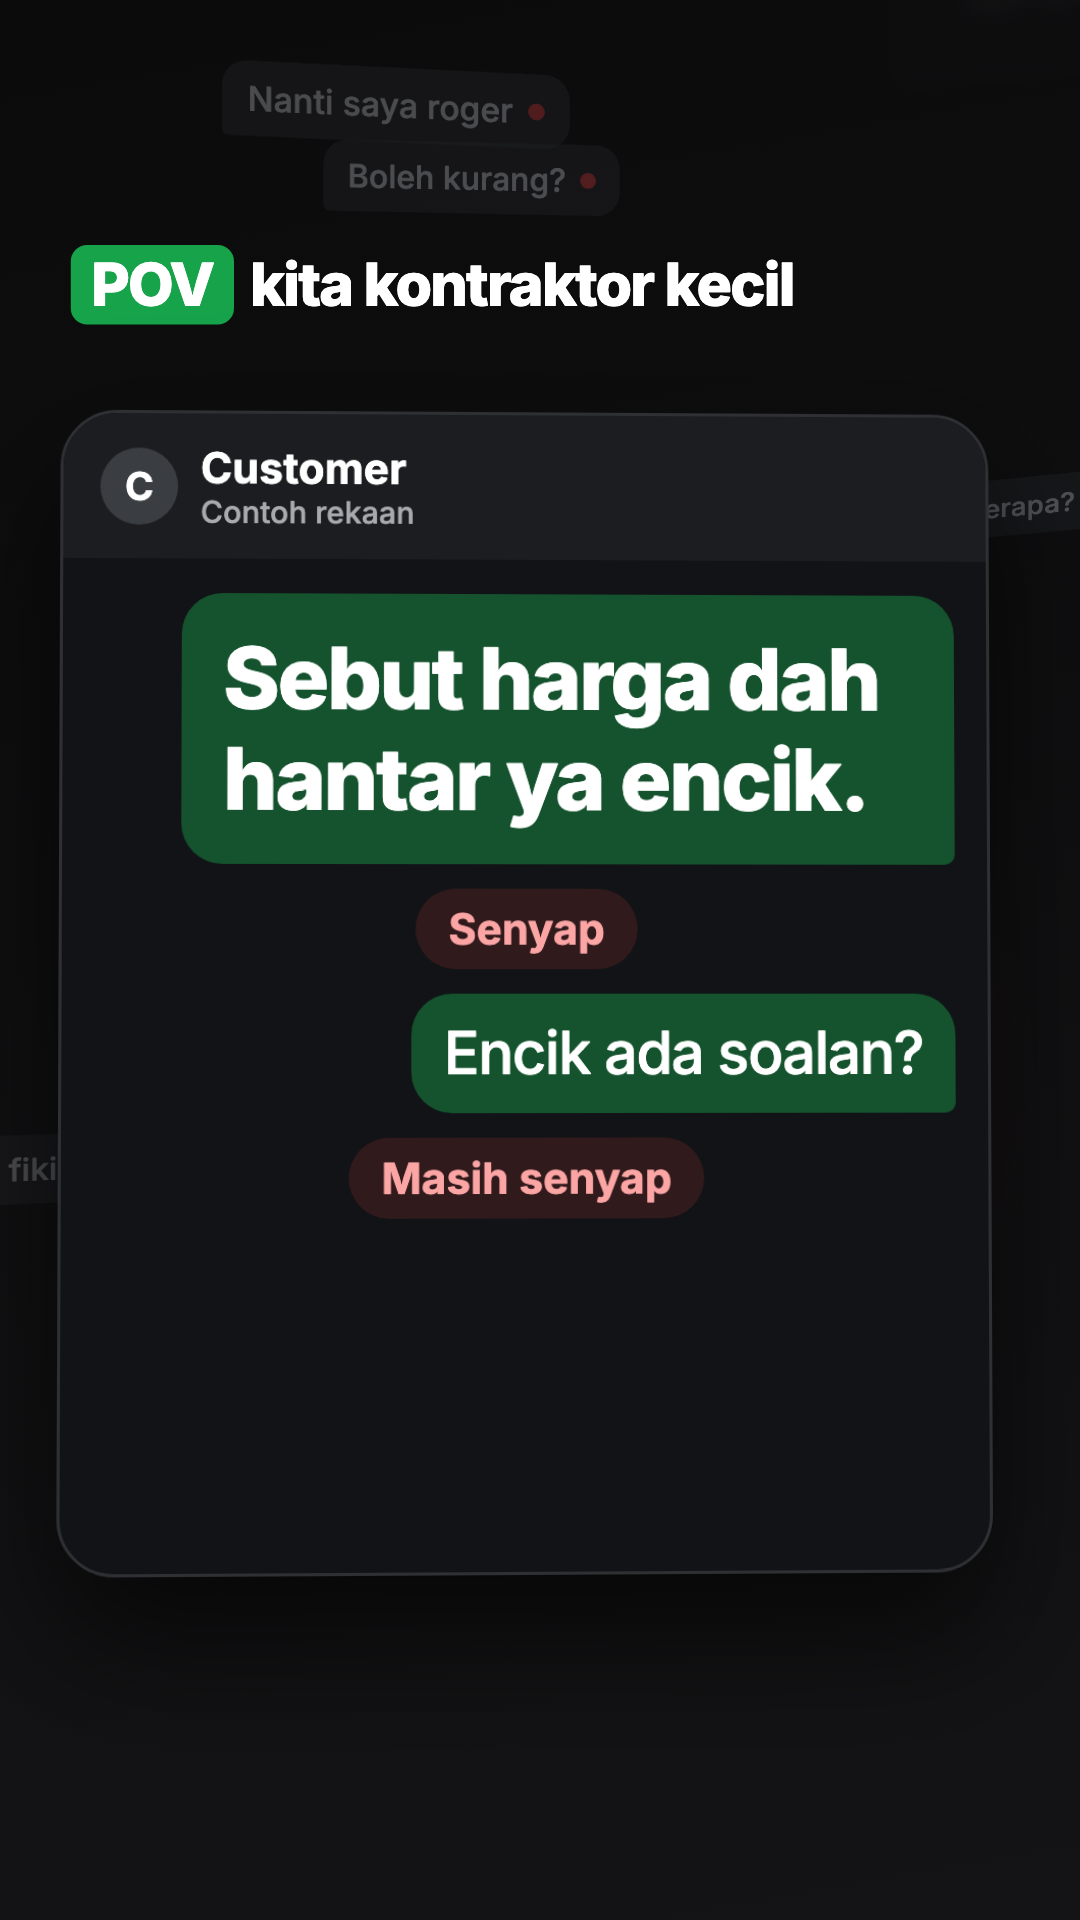 Nanti saya roger
Boleh kurang?
POV kita kontraktor kecil
Customer
Contoh rekaan
erapa?
Sebut harga dah
hantar ya encik.
Senyap
Encik ada soalan?
fiki
Masih senyap